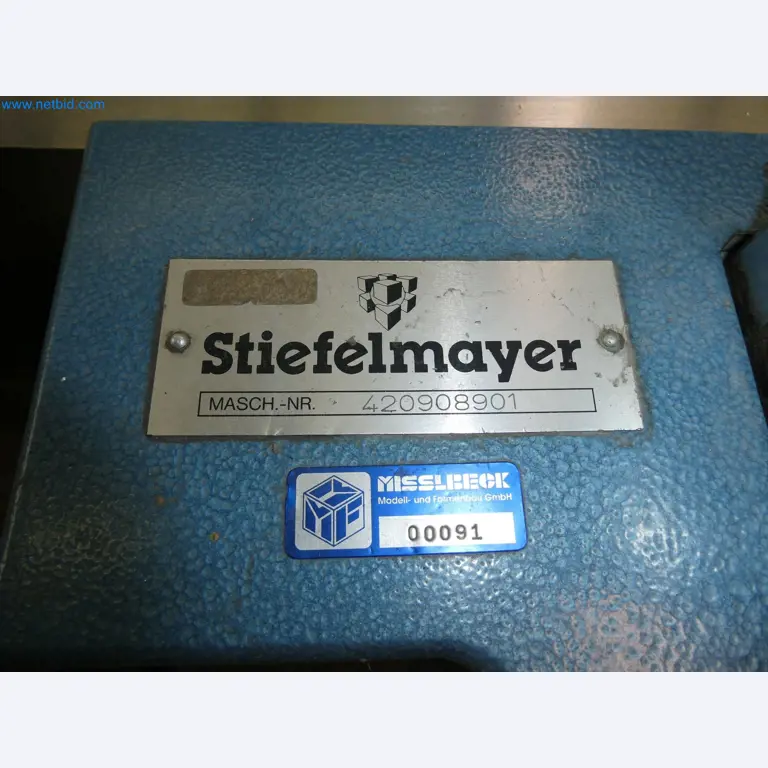 www.netbid.com
Stiefelmayer
MASCH.-NR. 420908901
MISSLBECK
Modell- und Formenbau GmbH
00091